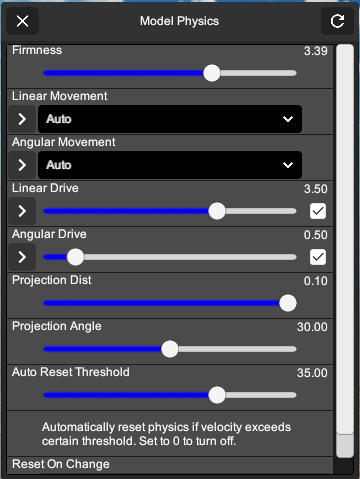 Model Physics
Firmness 3.39
Linear Movement
Auto
Angular Movement
Auto
Linear Drive 3.50
Angular Drive 0.50
Projection Dist 0.10
Projection Angle 30.00
Auto Reset Threshold 35.00
Automatically reset physics if velocity exceeds
certain threshold. Set to 0 to turn off.
Reset On Change